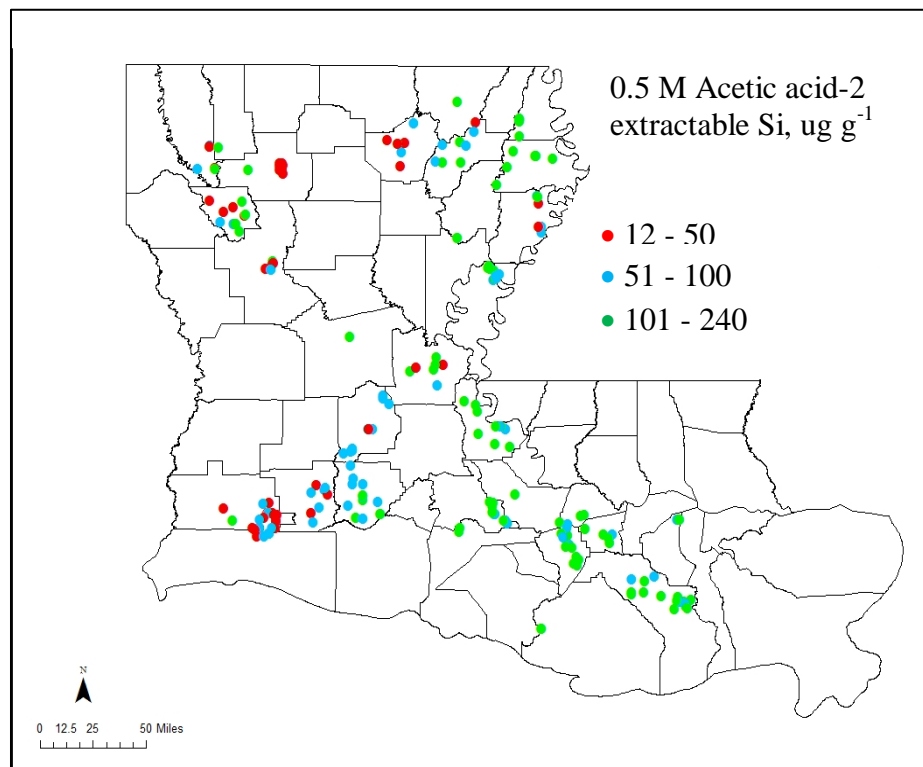 0.5 M Acetic acid-2
extractable Si, ug g-1
12 - 50
51 - 100
101 - 240
N
0 12.5 25 50 Miles